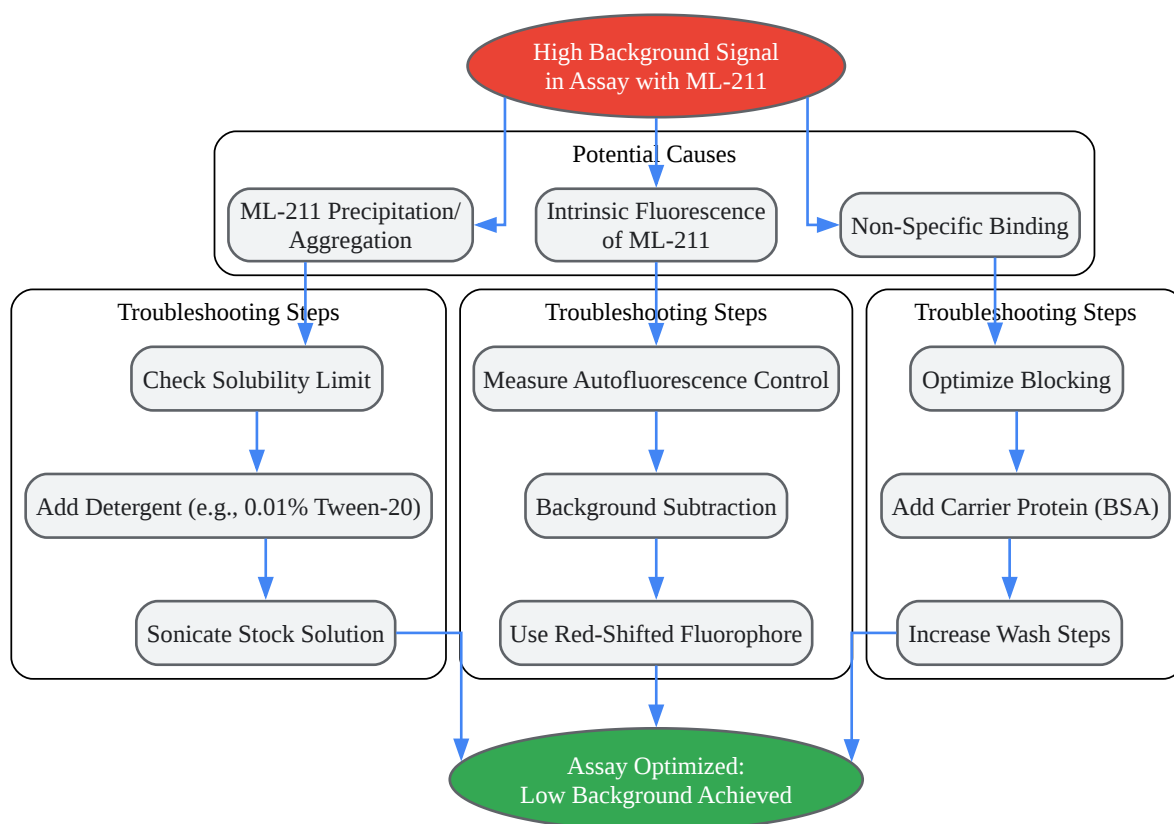 High Background Signal
in Assay with ML-211
Potential Causes
ML-211 Precipitation/
Aggregation
Intrinsic Fluorescence
of ML-211
Non-Specific Binding
Troubleshooting Steps
Check Solubility Limit
Add Detergent (e.g., 0.01% Tween-20)
Sonicate Stock Solution
Troubleshooting Steps
Measure Autofluorescence Control
Background Subtraction
Use Red-Shifted Fluorophore
Troubleshooting Steps
Optimize Blocking
Add Carrier Protein (BSA)
Increase Wash Steps
Assay Optimized:
Low Background Achieved